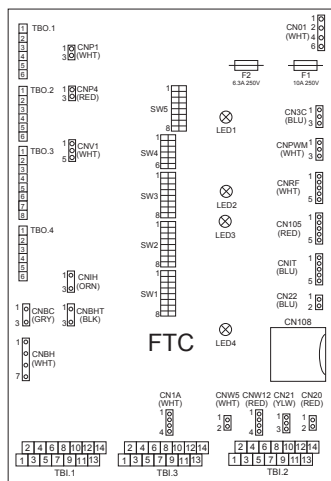 TBO.1
1
2
3
4
5
6
CNP1
(WHT)
1
3
CN01
(WHT)
1
2
4
6
F2
6.3A 250V
F1
10A 250V
TBO.2
1
2
3
4
5
6
CNP4
(RED)
1
3
SW5
1
8
LED1
CN3C
(BLU)
1
3
TBO.3
1
2
3
4
5
6
7
8
CNV1
(WHT)
1
5
SW4
1
6
CNPWM
(WHT)
1
3
SW3
1
8
LED2
CNRF
(WHT)
1
5
TBO.4
1
2
3
4
5
6
SW2
1
8
LED3
CN105
(RED)
1
5
CNIH
(ORN)
1
3
SW1
1
8
CNIT
(BLU)
1
5
CNBC
(GRY)
1
3
CNBHT
(BLK)
1
3
CN22
(BLU)
1
2
CNBH
(WHT)
1
7
FTC
LED4
CN108
CN1A
(WHT)
1
4
CNW5
(WHT)
1
2
CNW12
(RED)
1
4
CN21
(YLW)
1
3
CN20
(RED)
1
2
2 4 6 8 10 12 14
1 3 5 7 9 11 13
TBI.1
2 4 6 8 10 12 14
1 3 5 7 9 11 13
TBI.3
2 4 6 8 10 12 14
1 3 5 7 9 11 13
TBI.2